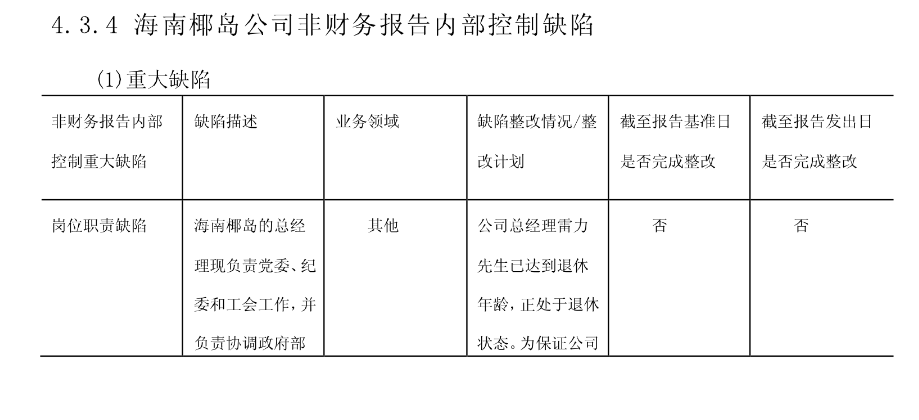 4.3.4 海南椰岛公司非财务报告内部控制缺陷
(1)重大缺陷
非财务报告内部 缺陷描述 业务领域 缺陷整改情况/整 截至报告基准日 截至报告发出日
控制重大缺陷 改计划 是否完成整改 是否完成整改
岗位职责缺陷 海南椰岛的总经 其他 公司总经理雷力 否 否
理现负责党委、纪 先生已达到退休
委和工会工作，并 年龄，正处于退休
负责协调政府部 状态。为保证公司